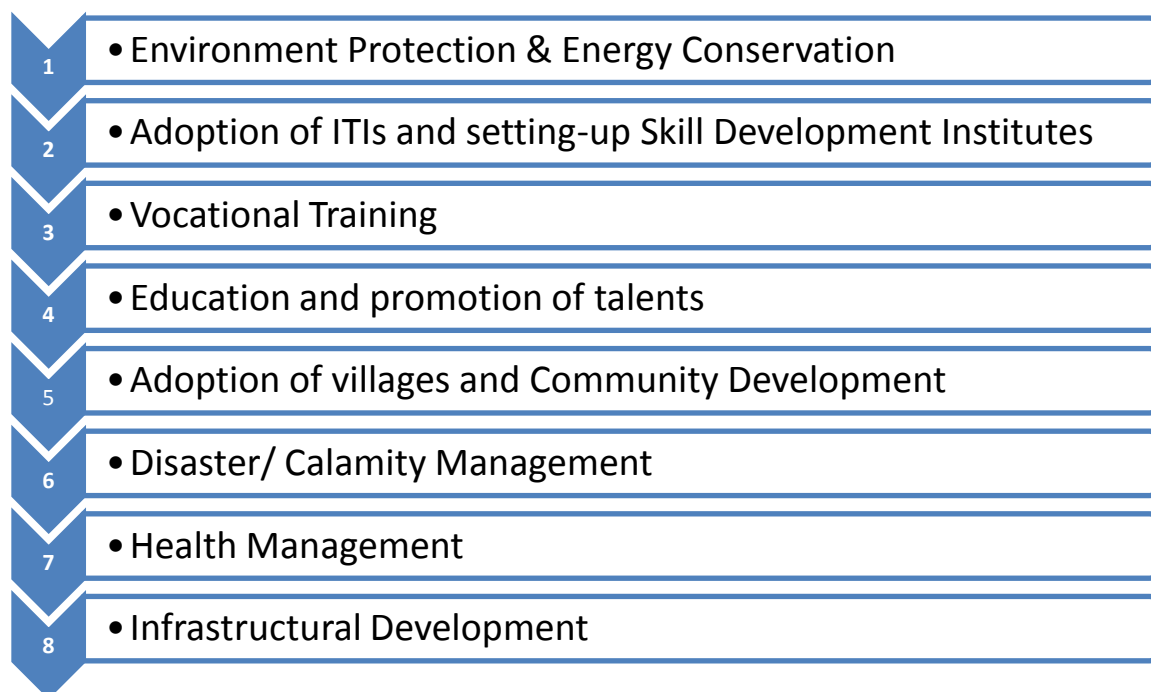 1 • Environment Protection & Energy Conservation
2 • Adoption of ITIs and setting-up Skill Development Institutes
3 • Vocational Training
4 • Education and promotion of talents
5 • Adoption of villages and Community Development
6 • Disaster/ Calamity Management
7 • Health Management
8 • Infrastructural Development